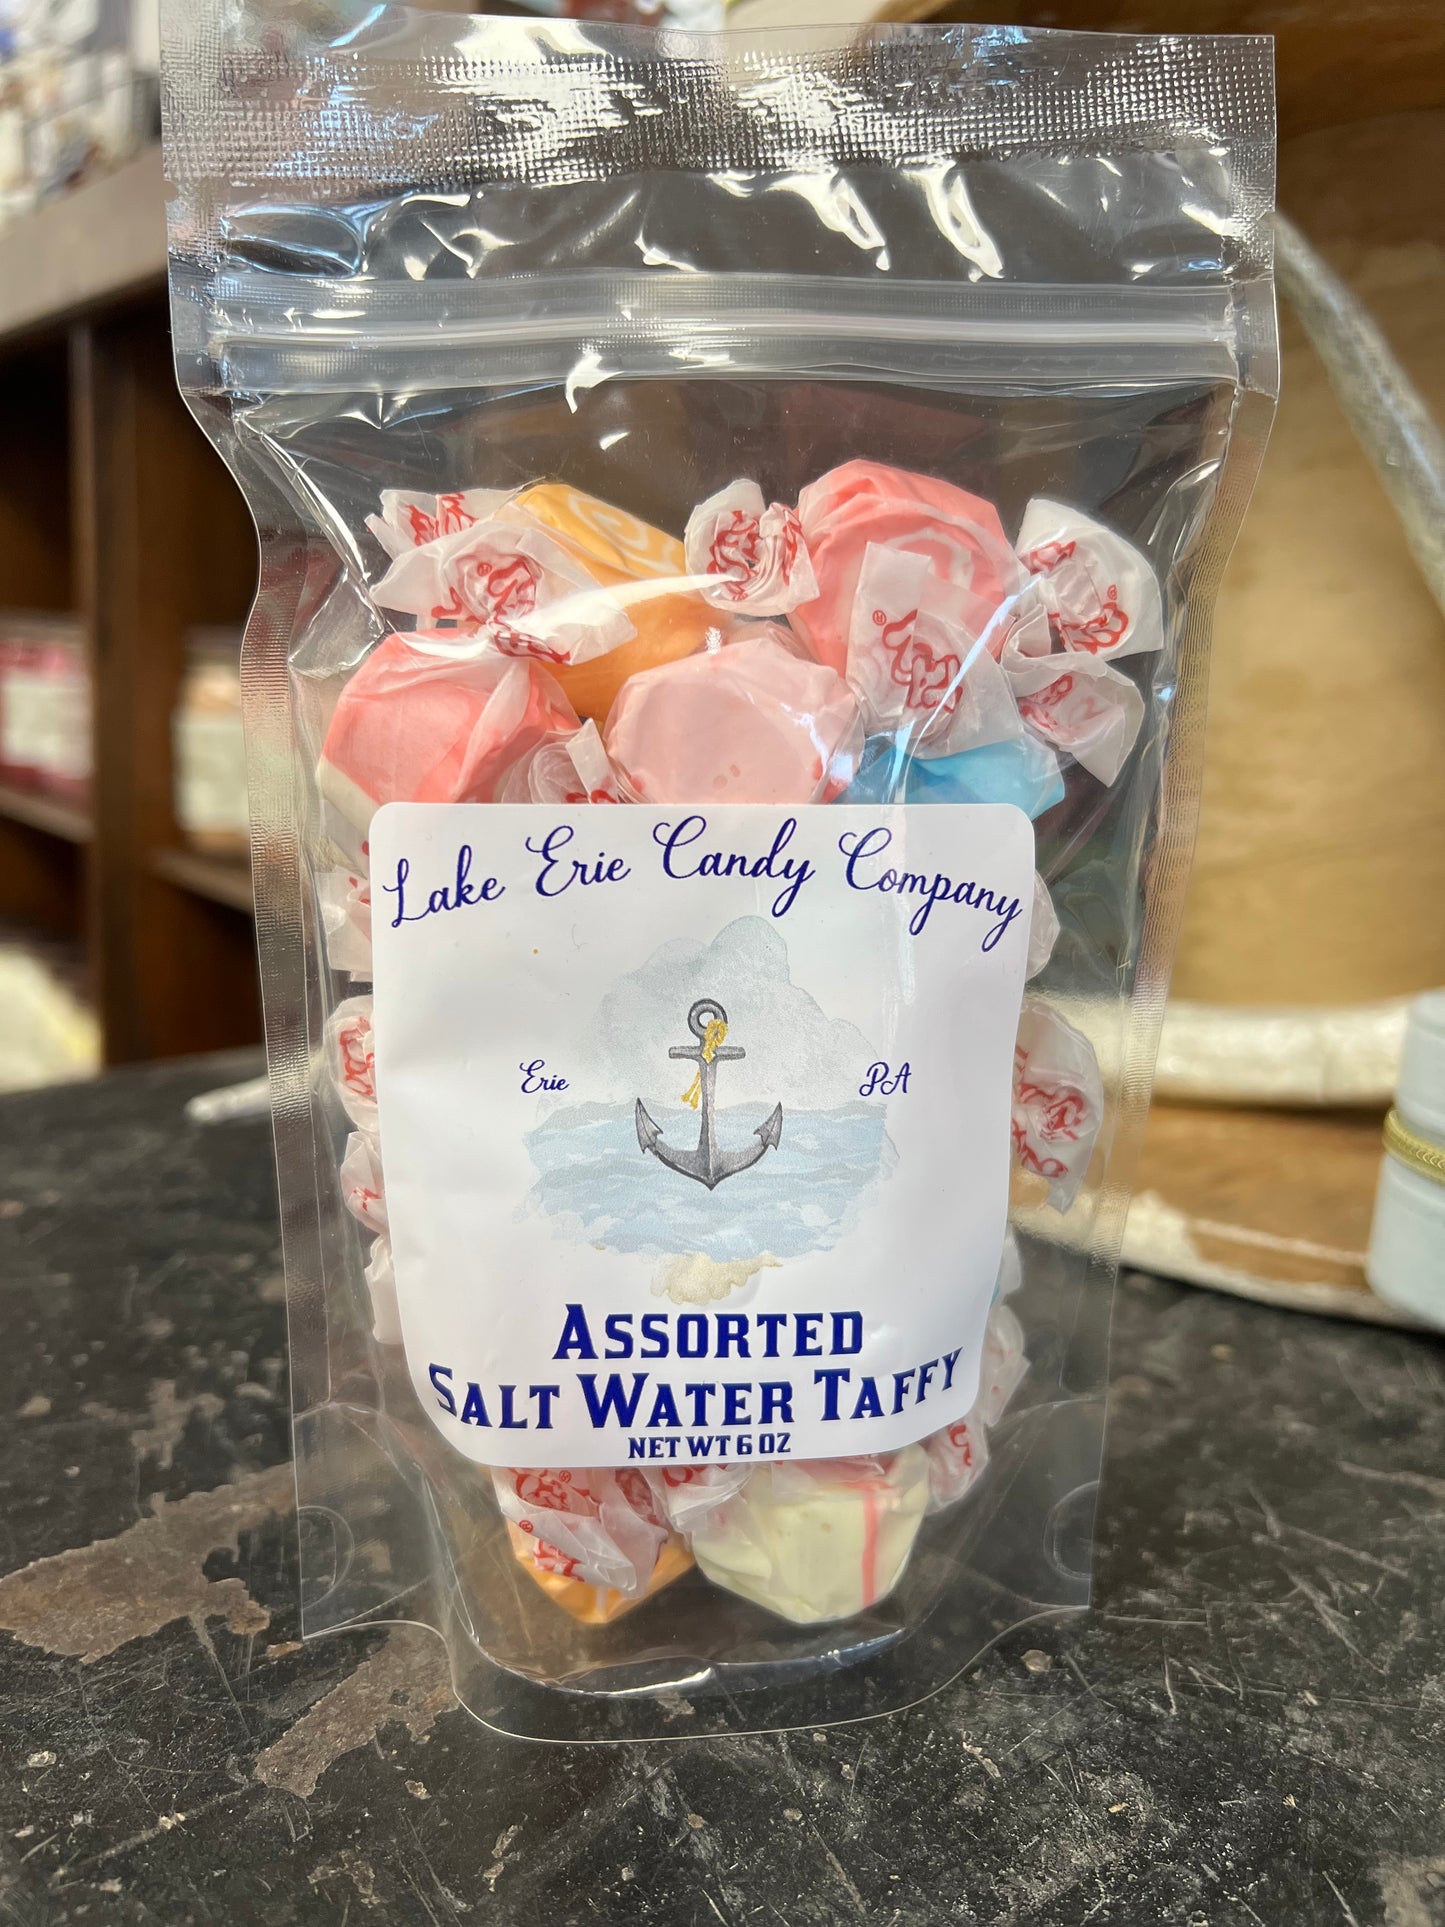 Lake Erie Candy Company
Erie PA
ASSORTED
SALT WATER TAFFY
NET WT 6 OZ